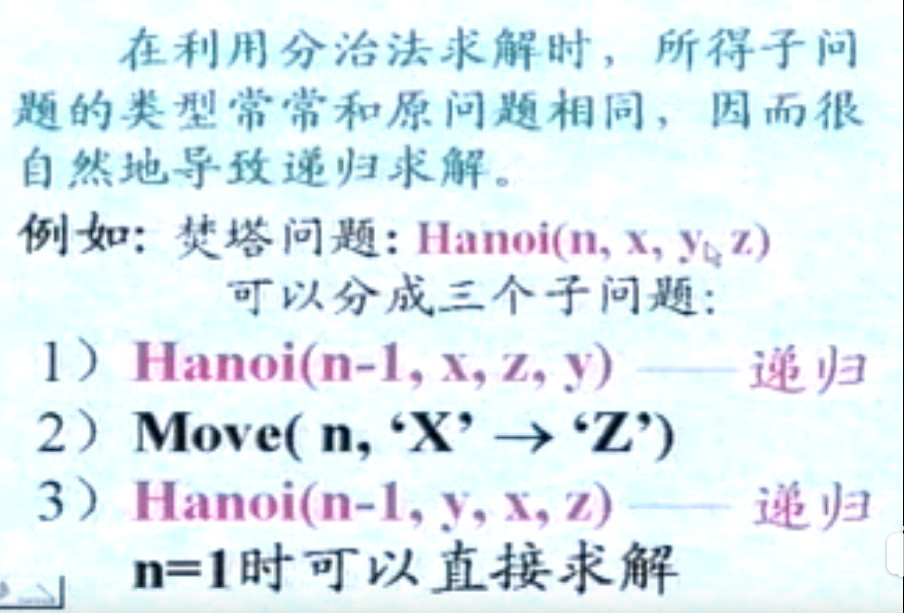 在利用分治法求解时，所得子问
题的类型常常和原问题相同，因而很
自然地导致递归求解。
例如：焚塔问题：Hanoi(n, x, y, z)
可以分成三个子问题：
1）Hanoi(n-1, x, z, y) —— 递归
2）Move( n, ‘X’ → ‘Z’)
3）Hanoi(n-1, y, x, z) —— 递归
n=1时可以直接求解